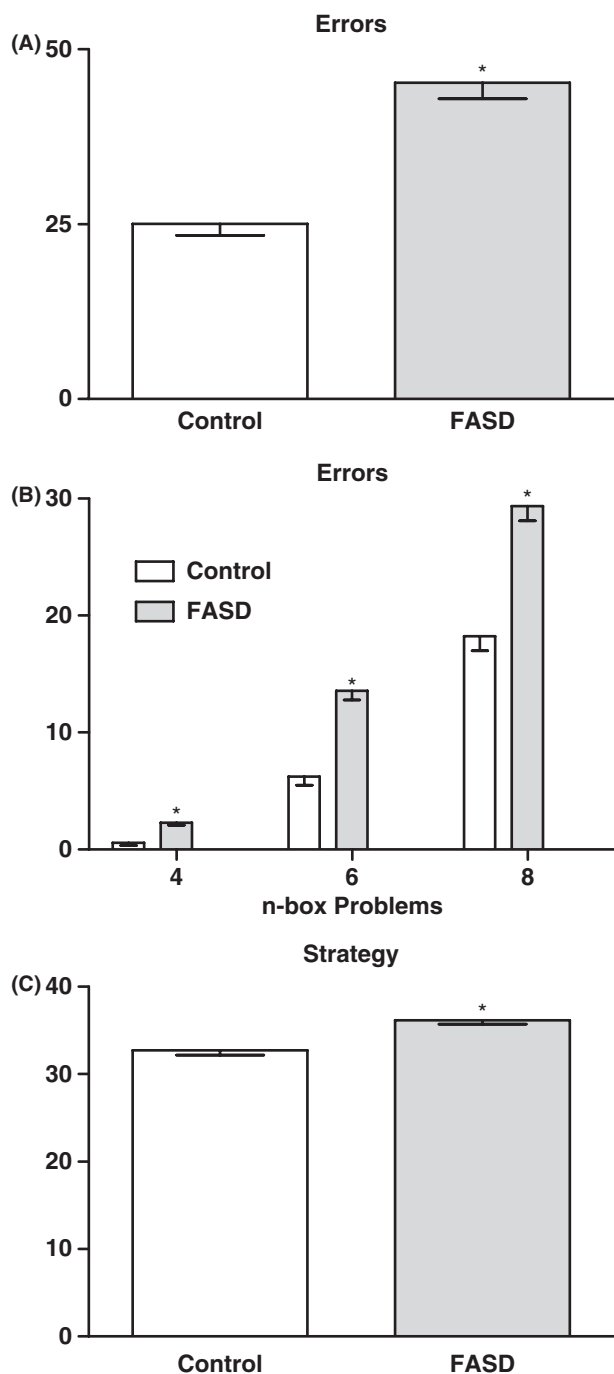 Errors
(A)
50
*
25
0
Control FASD
Errors
(B)
30
*
Control
FASD
20
*
10
*
0
4 6 8
n-box Problems
Strategy
(C)
40
*
30
20
10
0
Control FASD